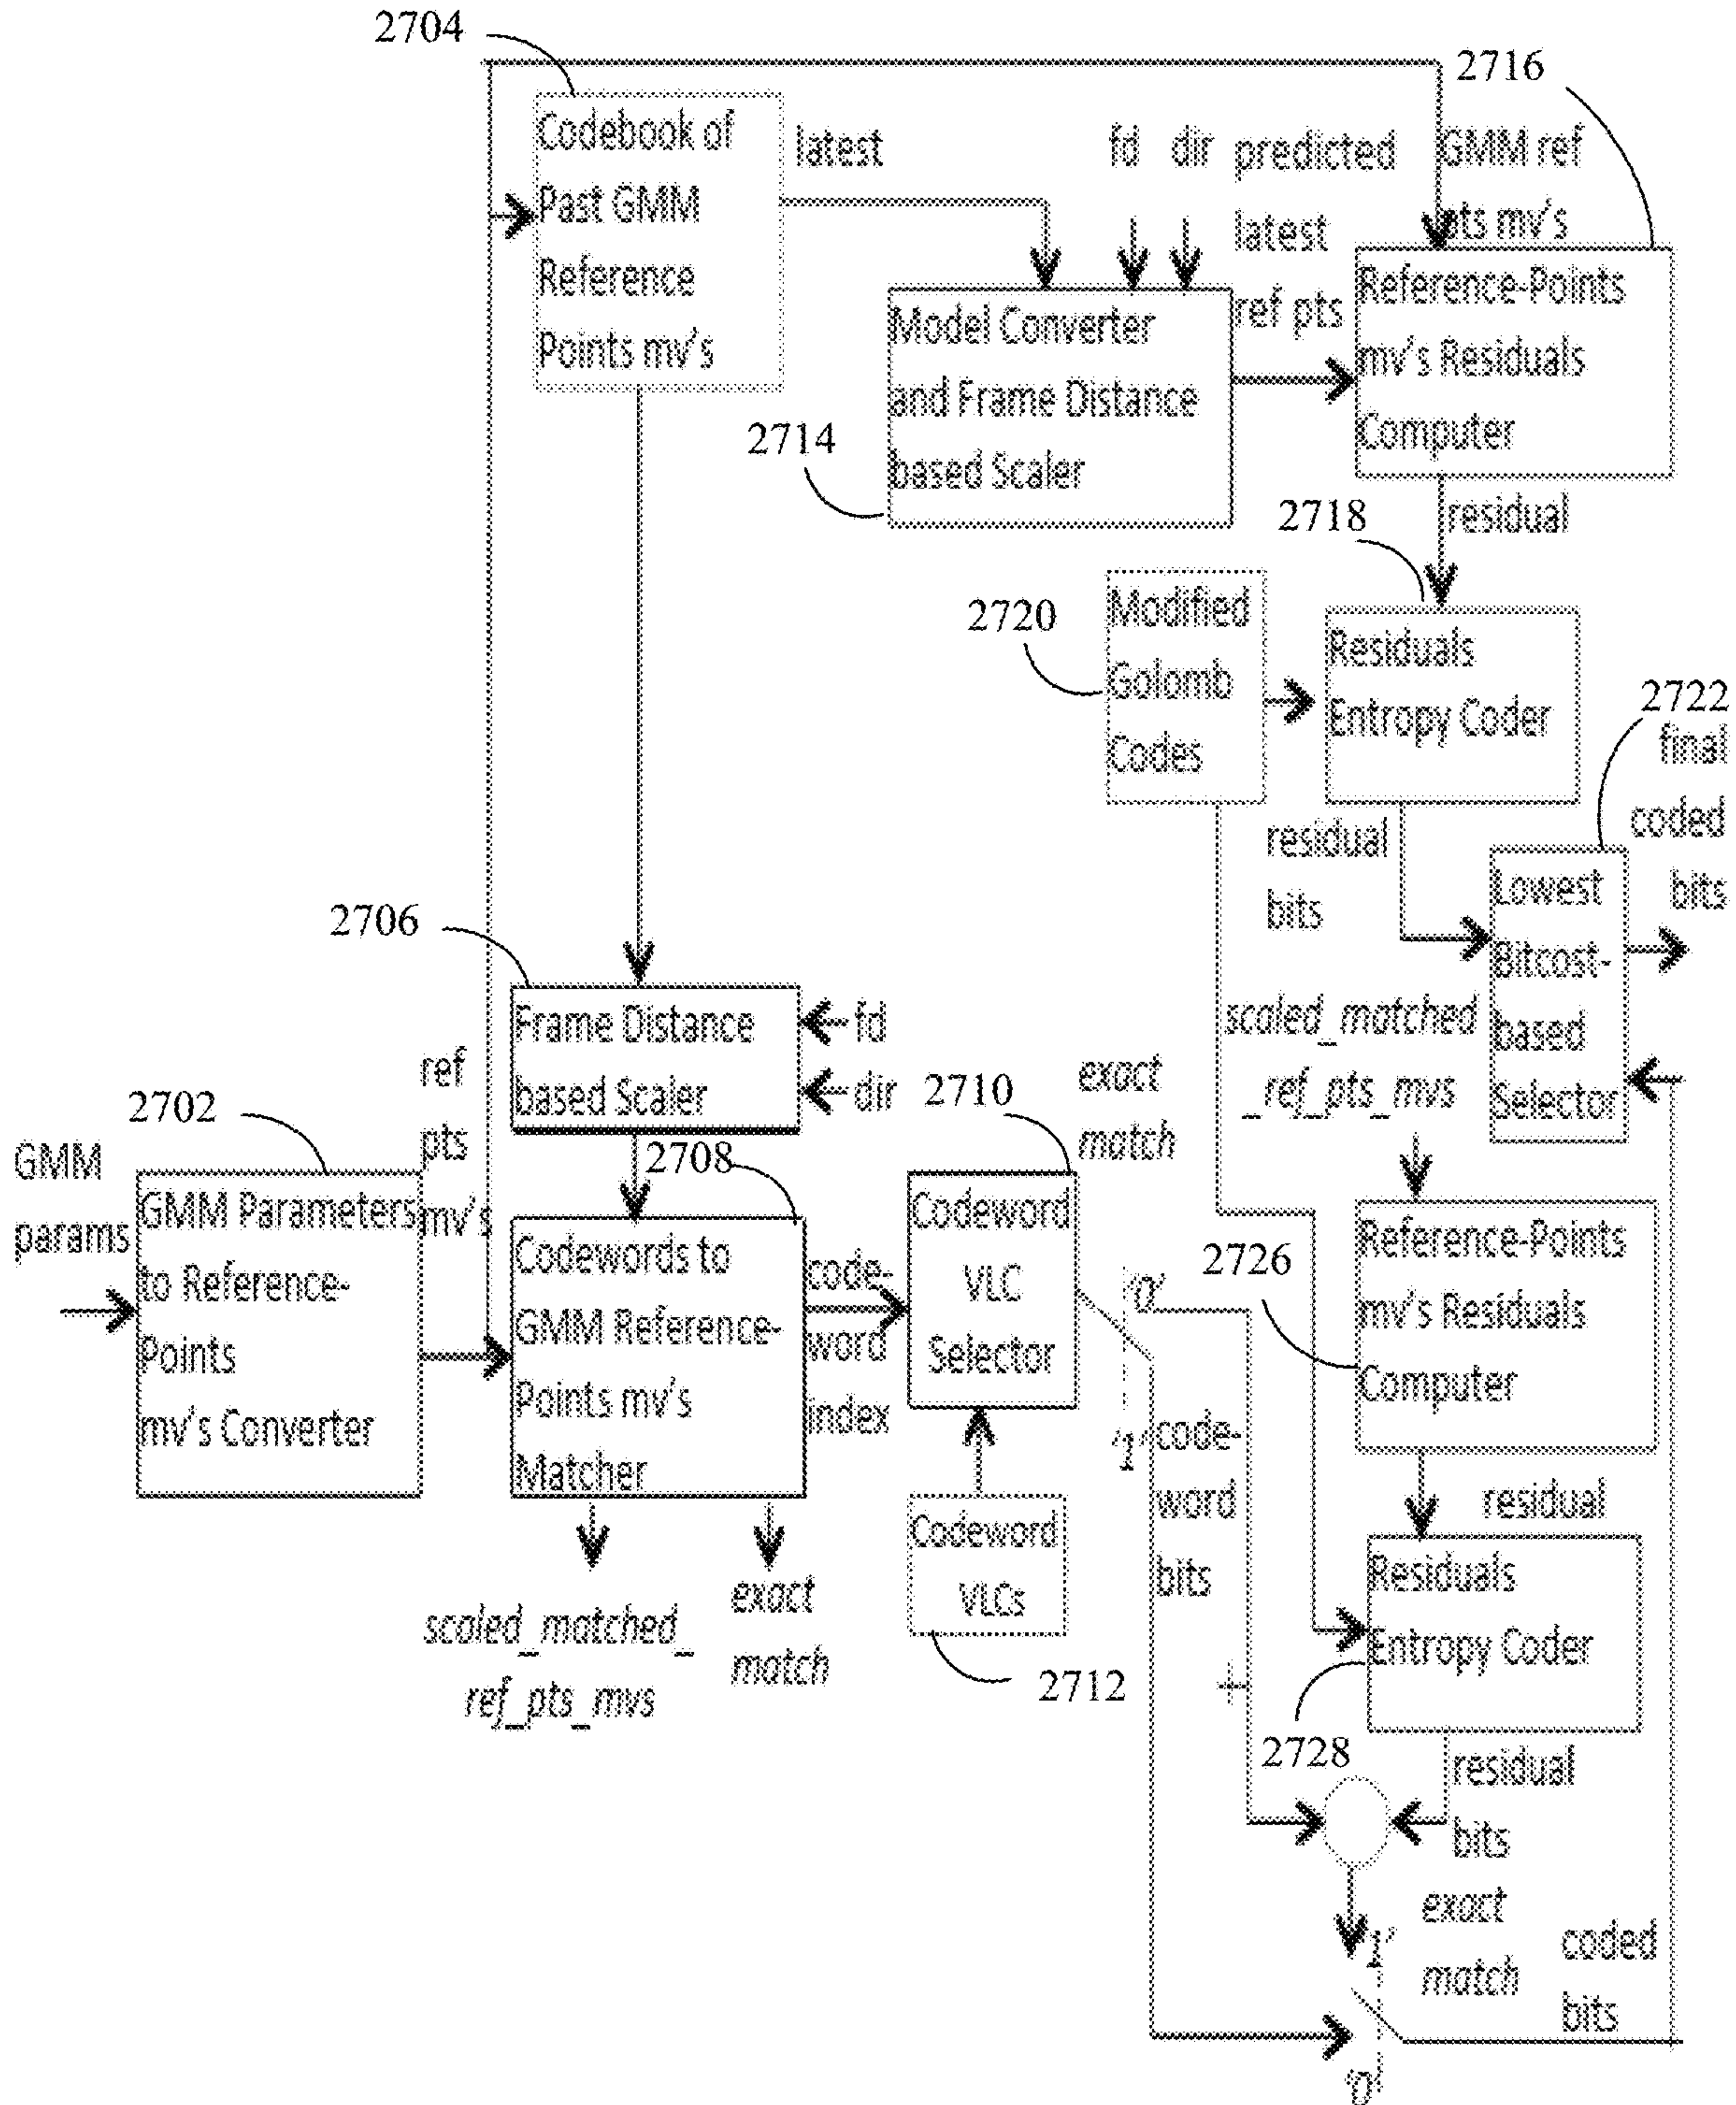 2704
2716
Codebook of
Past GMM
Reference
Points mv's
latest
fd
dir
predicted
latest
ref pts
GMM ref
pts mv's
Model Converter
and Frame Distance
based Scaler
2714
Reference-Points
mv's Residuals
Computer
residual
2718
2720
Modified
Golomb
Codes
Residuals
Entropy Coder
2722
final
coded
bits
residual
bits
Lowest
Bitcost-
based
Selector
2706
Frame Distance
based Scaler
fd
dir
ref
pts
mv's
2702
GMM
params
GMM Parameters
to Reference-
Points
mv's Converter
2708
Codewords to
GMM Reference-
Points mv's
Matcher
code-
word
index
scaled_matched_
ref_pts_mvs
exact
match
2710
Codeword
VLC
Selector
exact
match
'0'
'1'
Codeword
VLCs
2712
code-
word
bits
scaled_matched
_ref_pts_mvs
2726
Reference-Points
mv's Residuals
Computer
residual
Residuals
Entropy Coder
2728
+
residual
bits
'1'
exact
match
'0'
coded
bits